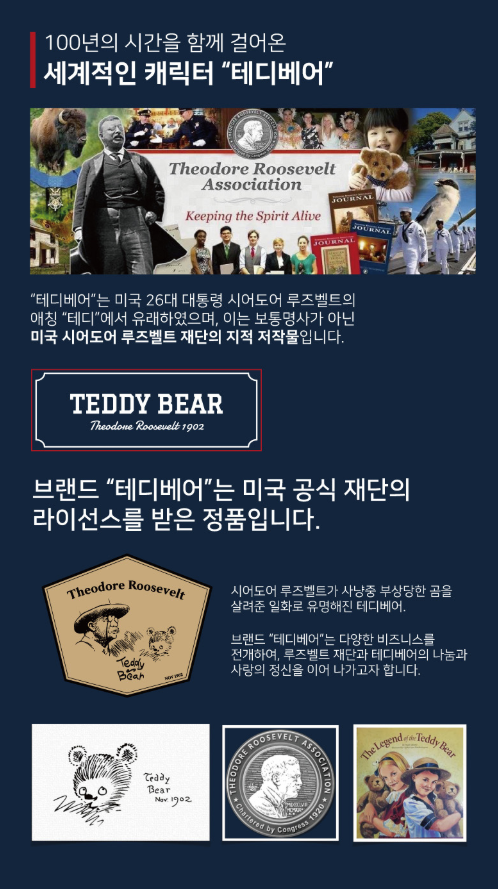 100년의 시간을 함께 걸어온
세계적인 캐릭터 “테디베어”
Theodore Roosevelt
Association
Keeping the Spirit Alive
JOURNAL
JOURNAL
JOURNAL
“테디베어”는 미국 26대 대통령 시어도어 루즈벨트의
애칭 “테디”에서 유래하였으며, 이는 보통명사가 아닌
미국 시어도어 루즈벨트 재단의 지적 저작물입니다.
TEDDY BEAR
Theodore Roosevelt 1902
브랜드 “테디베어”는 미국 공식 재단의
라이선스를 받은 정품입니다.
Theodore Roosevelt
Teddy
Bear
NOV 1902
시어도어 루즈벨트가 사냥중 부상당한 곰을
살려준 일화로 유명해진 테디베어.
브랜드 “테디베어”는 다양한 비즈니스를
전개하여, 루즈벨트 재단과 테디베어의 나눔과
사랑의 정신을 이어 나가고자 합니다.
Teddy
Bear
Nov 1902
THEODORE ROOSEVELT ASSOCIATION
Chartered by Congress 1920
The Legend of the Teddy Bear